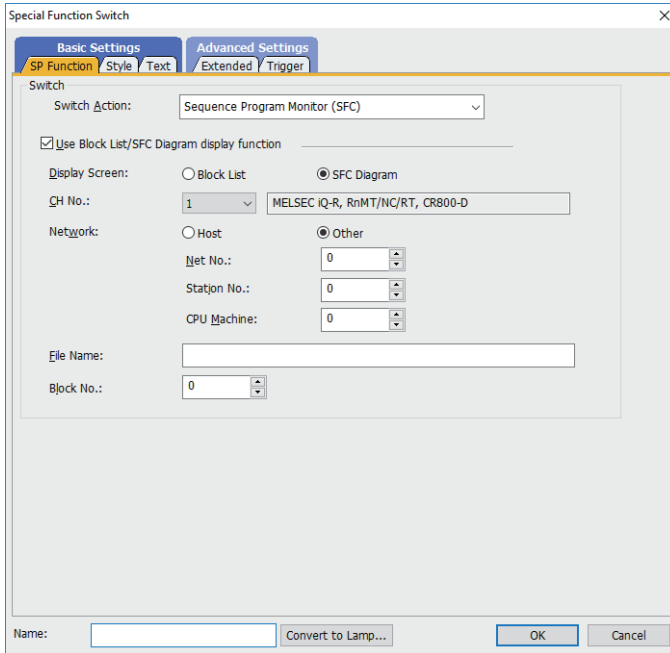 Special Function Switch
Basic Settings Advanced Settings
SP Function Style Text Extended Trigger
Switch
Switch Action: Sequence Program Monitor (SFC)
Use Block List/SFC Diagram display function
Display Screen: Block List SFC Diagram
CH No.: 1 MELSEC iQ-R, RnMT/NC/RT, CR800-D
Network: Host Other
Net No.: 0
Station No.: 0
CPU Machine: 0
File Name:
Block No.: 0
Name: Convert to Lamp... OK Cancel